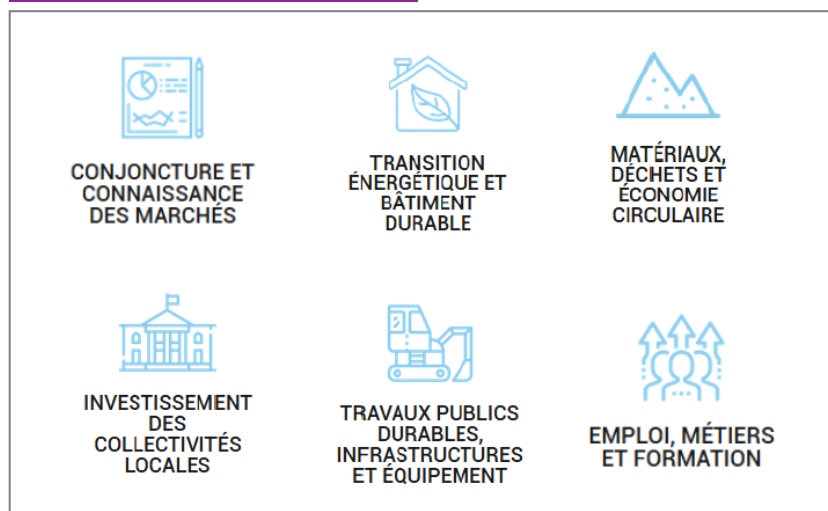 CONJONCTURE ET
CONNAISSANCE
DES MARCHÉS
TRANSITION
ÉNERGÉTIQUE ET
BÂTIMENT
DURABLE
MATÉRIAUX,
DÉCHETS ET
ÉCONOMIE
CIRCULAIRE
INVESTISSEMENT
DES
COLLECTIVITÉS
LOCALES
TRAVAUX PUBLICS
DURABLES,
INFRASTRUCTURES
ET ÉQUIPEMENT
EMPLOI, MÉTIERS
ET FORMATION